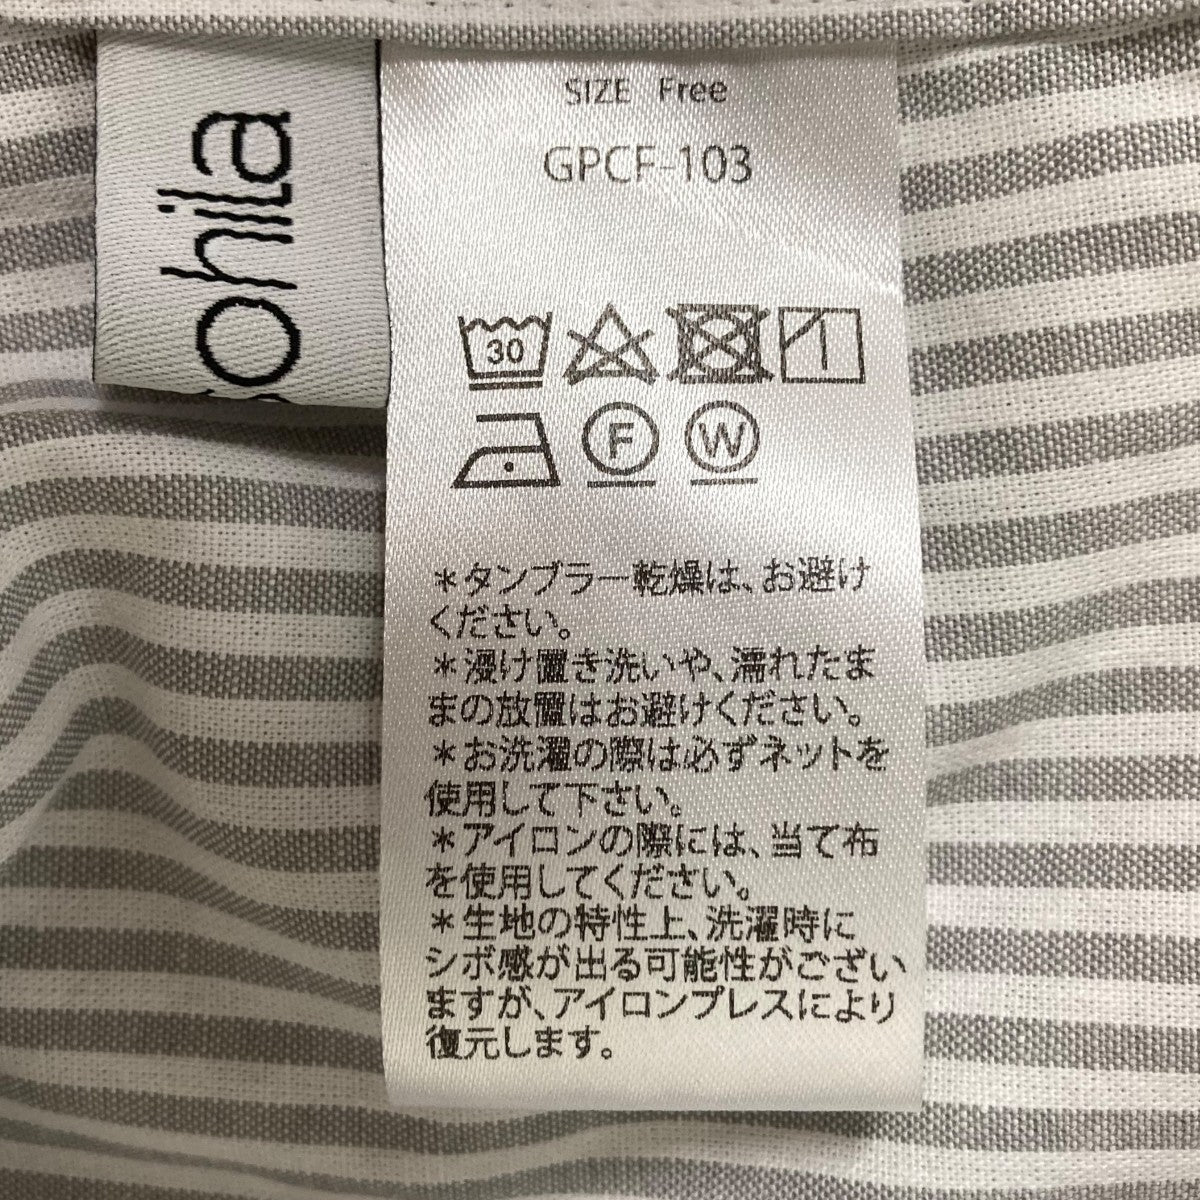 ohila
SIZE Free
GPCF-103
30
F W
＊タンブラー乾燥は、お避け
ください。
＊浸け置き洗いや、濡れたま
まの放置はお避けください。
＊お洗濯の際は必ずネットを
使用して下さい。
＊アイロンの際には、当て布
を使用してください。
＊生地の特性上、洗濯時に
シボ感が出る可能性がござい
ますが、アイロンプレスにより
復元します。